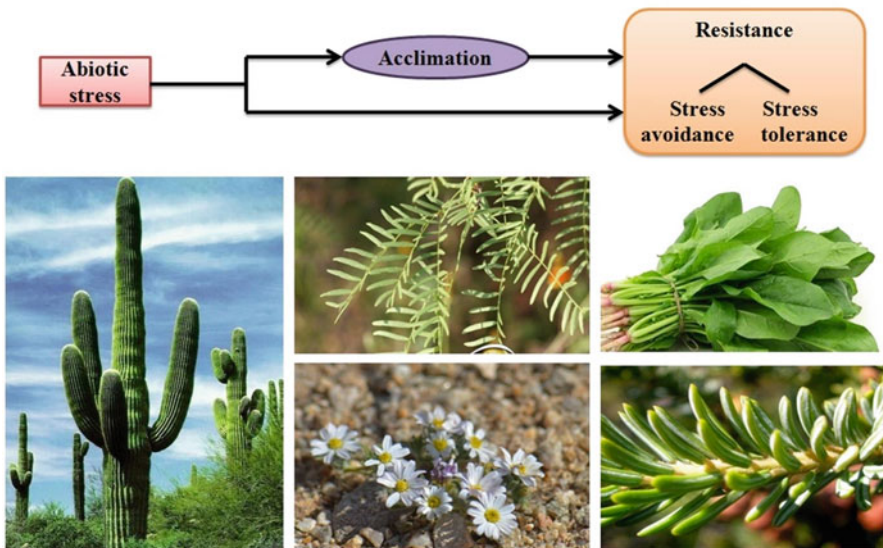 Abiotic
stress
Acclimation
Resistance
Stress
avoidance
Stress
tolerance